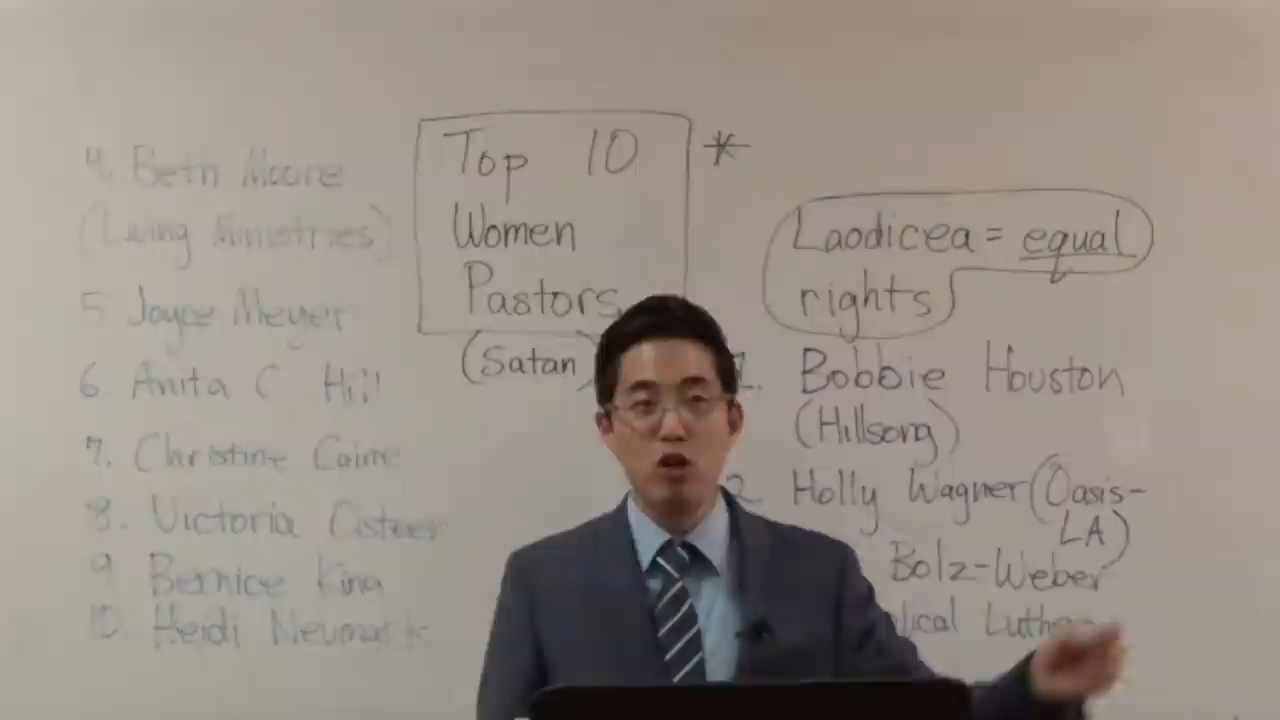 Top 10 *
Women
Pastors
(Satan)
Laodicea = equal
rights
1. Bobbie Houston
(Hillsong)
2. Holly Wagner (Oasis-
LA)
Bolz-Weber
4. Beth Moore
(Living Ministries)
5. Joyce Meyer
6. Anita C Hill
7. Christine Caine
8. Victoria Osteen
9 Bernice King
10. Heidi Neumark